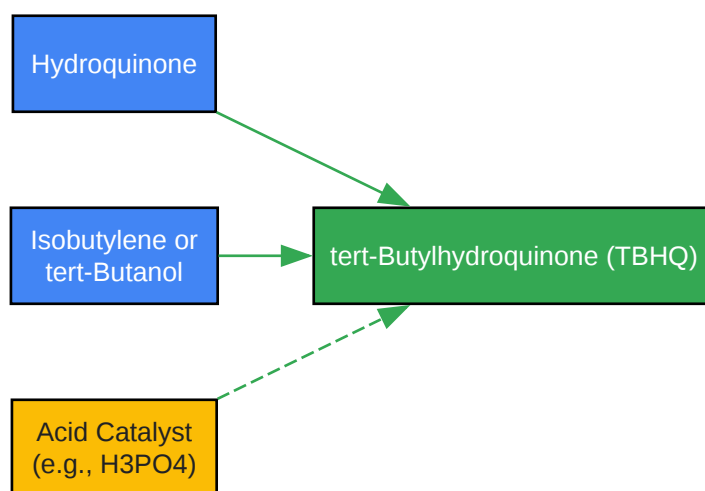 Hydroquinone
Isobutylene or
tert-Butanol
tert-Butylhydroquinone (TBHQ)
Acid Catalyst
(e.g., H3PO4)